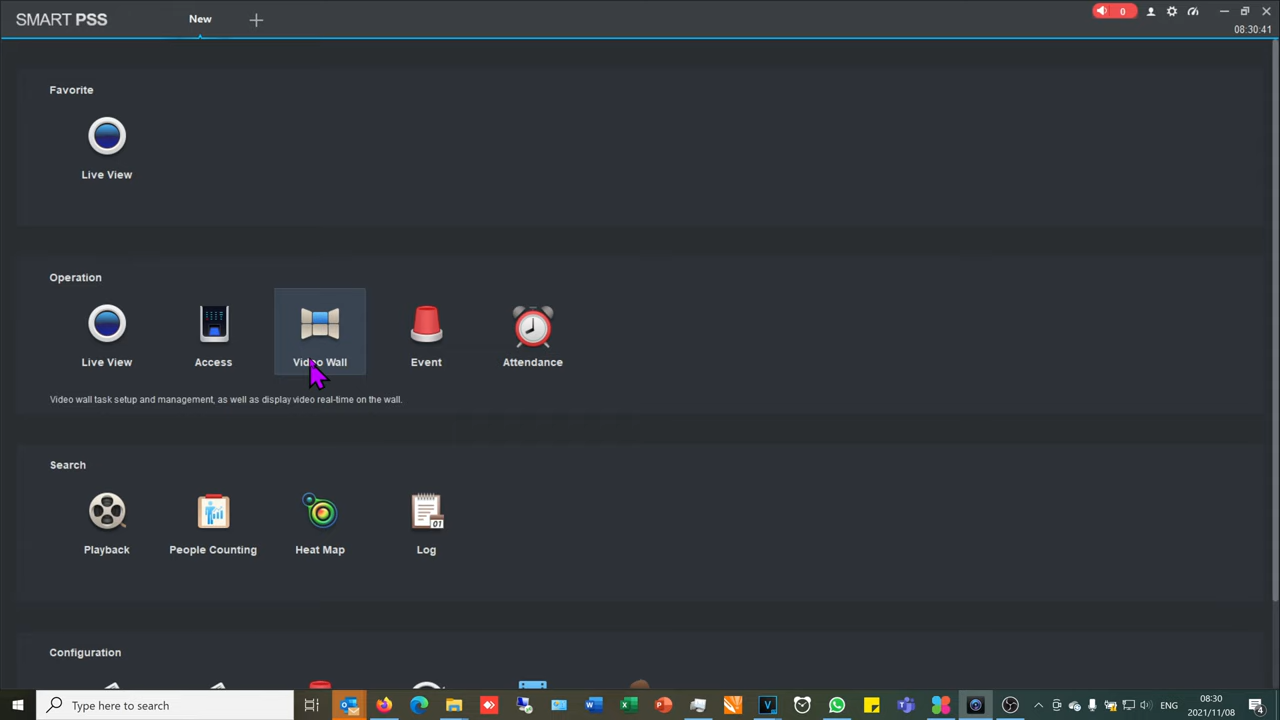 SMART PSS
New
0
08:30:41
Favorite
Live View
Operation
Live View
Access
Video Wall
Event
Attendance
Video wall task setup and management, as well as display video real-time on the wall.
Search
Playback
People Counting
Heat Map
01
Log
Configuration
Type here to search
ENG
08:30
2021/11/08
4